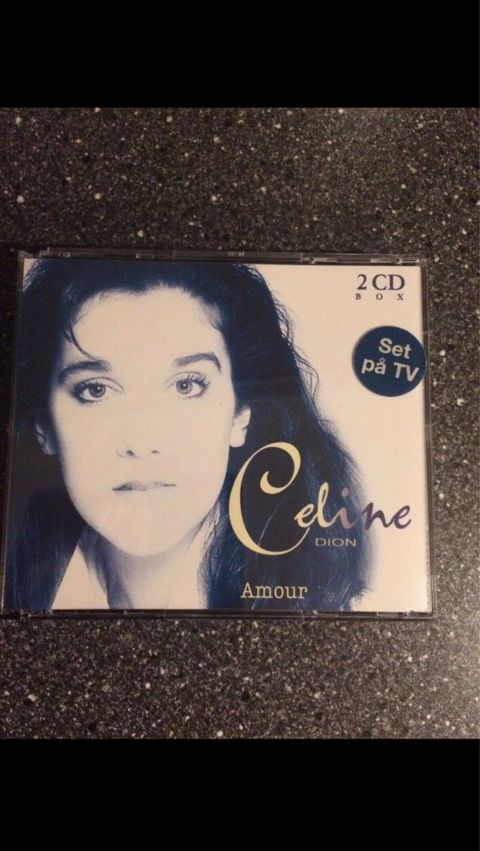 2 CD
BOX
Set
på TV
Celine
DION
Amour